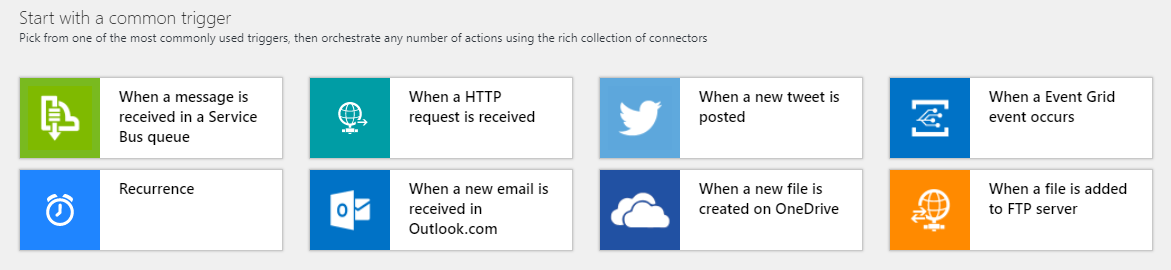 Start with a common trigger
Pick from one of the most commonly used triggers, then orchestrate any number of actions using the rich collection of connectors
When a message is
received in a Service
Bus queue
When a HTTP
request is received
When a new tweet is
posted
When a Event Grid
event occurs
Recurrence
When a new email is
received in
Outlook.com
When a new file is
created on OneDrive
When a file is added
to FTP server